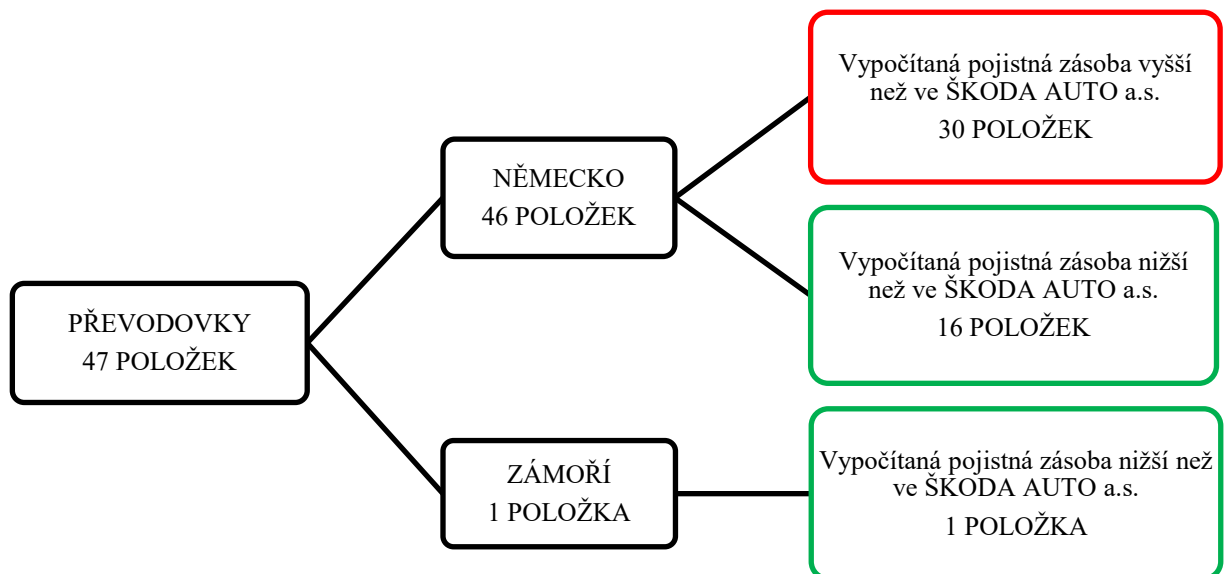 PŘEVODOVKY
47 POLOŽEK
NĚMECKO
46 POLOŽEK
Vypočítaná pojistná zásoba vyšší
než ve ŠKODA AUTO a.s.
30 POLOŽEK
Vypočítaná pojistná zásoba nižší
než ve ŠKODA AUTO a.s.
16 POLOŽEK
ZÁMOŘÍ
1 POLOŽKA
Vypočítaná pojistná zásoba nižší než
ve ŠKODA AUTO a.s.
1 POLOŽKA